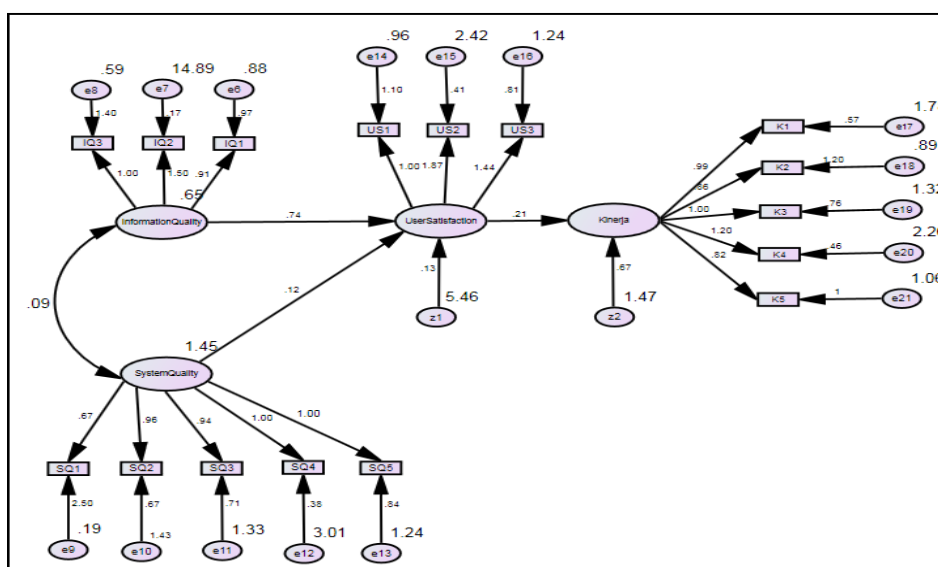 .96 2.42 1.24
.59 14.89 .88
e14 e15 e16
e8 e7 e6
1.10 .41 .81
1.40 .17 .97
US1 US2 US3
IQ3 IQ2 IQ1
1.00 1.87 1.44
1.00 1.50 .91
.65
InformationQuality .74 UserSatisfaction .21 Kinerja
.99 K1 .57 e17 1.7
K2 1.20 e18 .89
1.00 K3 .76 e19 1.32
1.20 K4 .46 e20
.82 K5 1 e21 1.06
.13 .67
z1 5.46 z2 1.47
.12
.09
1.45
SystemQuality
.67 .96 .94 1.00 1.00
SQ1 SQ2 SQ3 SQ4 SQ5
2.50 .67 .71 .38 .84
.19 1.43 1.33 3.01 1.24
e9 e10 e11 e12 e13